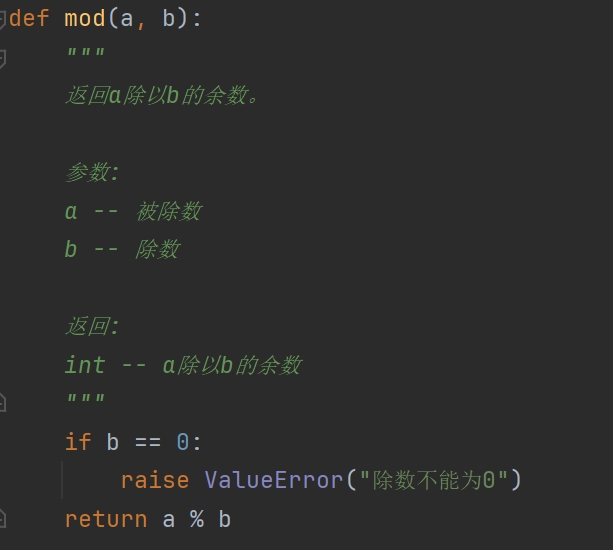 def mod(a, b):
"""
返回a除以b的余数。
参数:
a -- 被除数
b -- 除数
返回:
int -- a除以b的余数
"""
if b == 0:
raise ValueError("除数不能为0")
return a % b